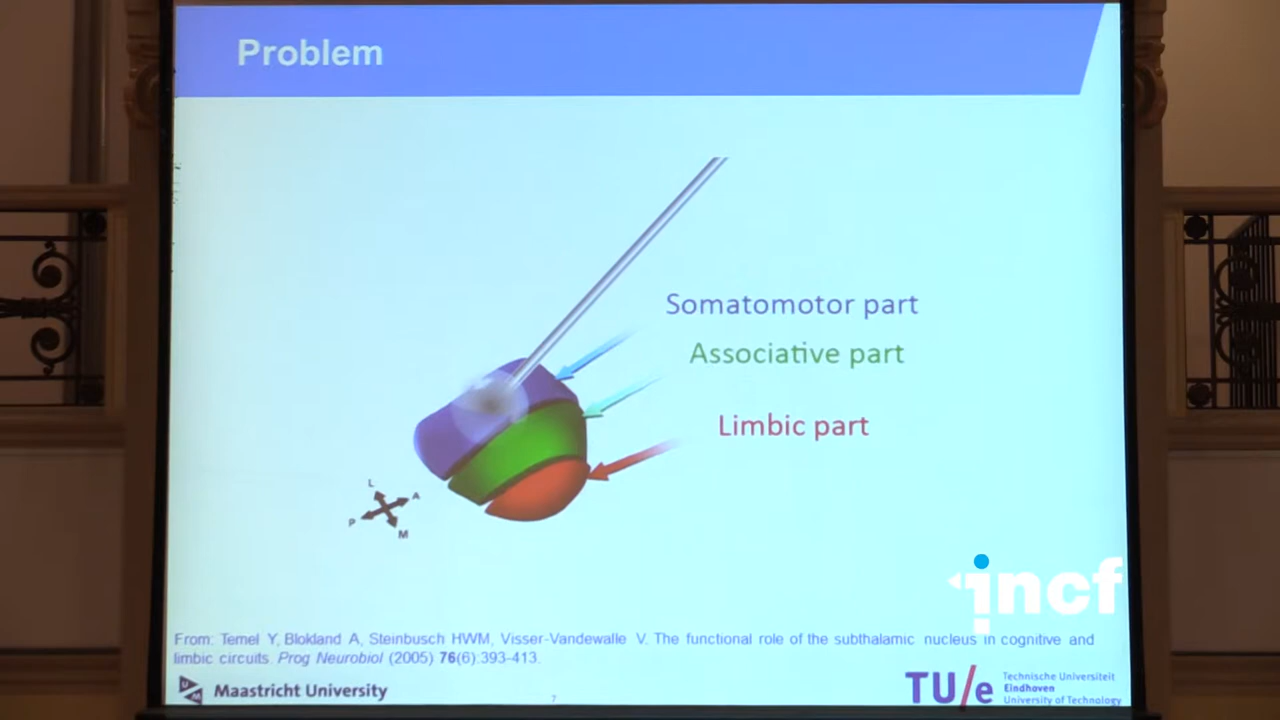 Problem
Somatomotor part
Associative part
Limbic part
L
A
P
M
incf
From: Temel Y, Blokland A, Steinbusch HWM, Visser-Vandewalle V. The functional role of the subthalamic nucleus in cognitive and
limbic circuits. Prog Neurobiol (2005) 76(6):393-413.
UM
Maastricht University
7
TU/e
Technische Universiteit
Eindhoven
University of Technology